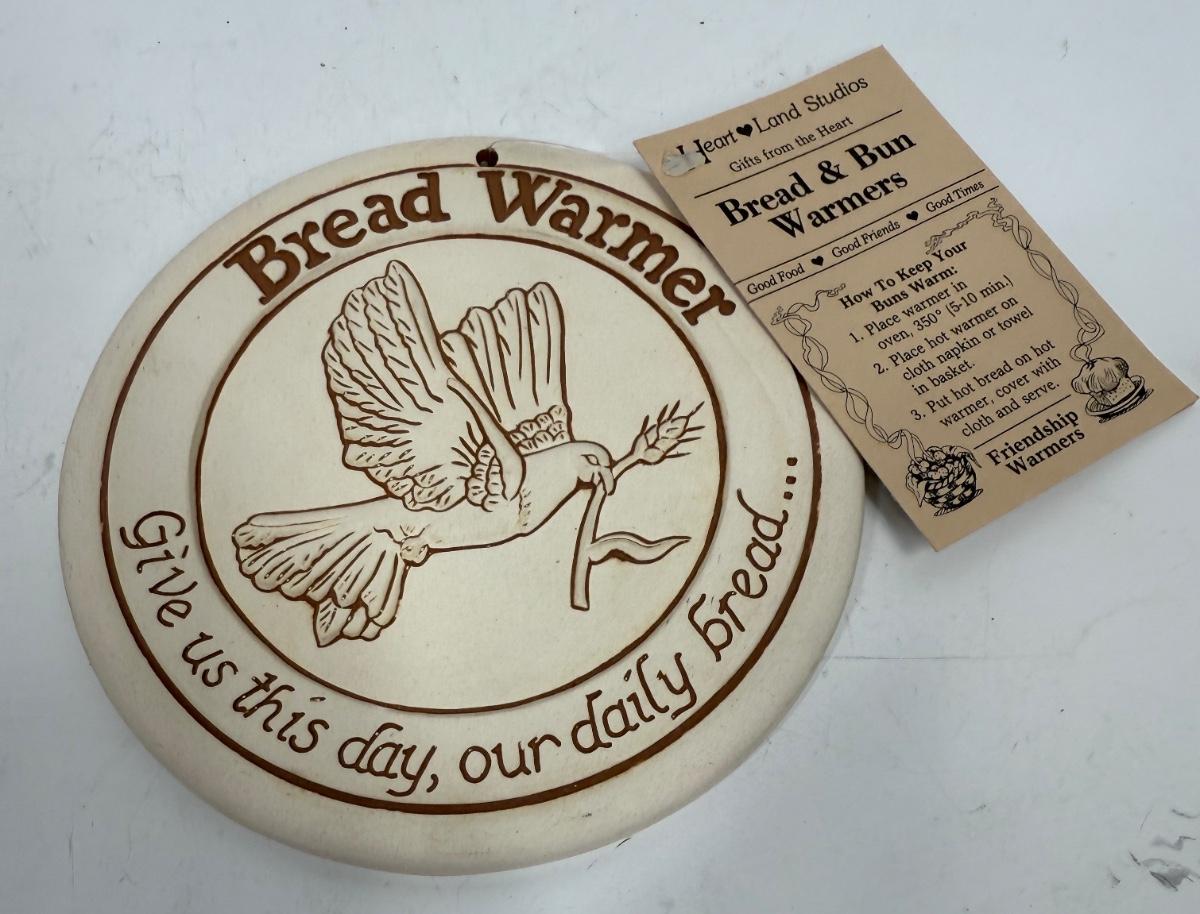 Bread Warmer
Give us this day, our daily bread...
Heart♥Land Studios
Gifts from the Heart
Bread & Bun
Warmers
Good Food ♥ Good Friends ♥ Good Times
How To Keep Your
Buns Warm:
1. Place warmer in
oven, 350° (5-10 min.)
2. Place hot warmer on
cloth napkin or towel
in basket.
3. Put hot bread on hot
warmer, cover with
cloth and serve.
Friendship
Warmers